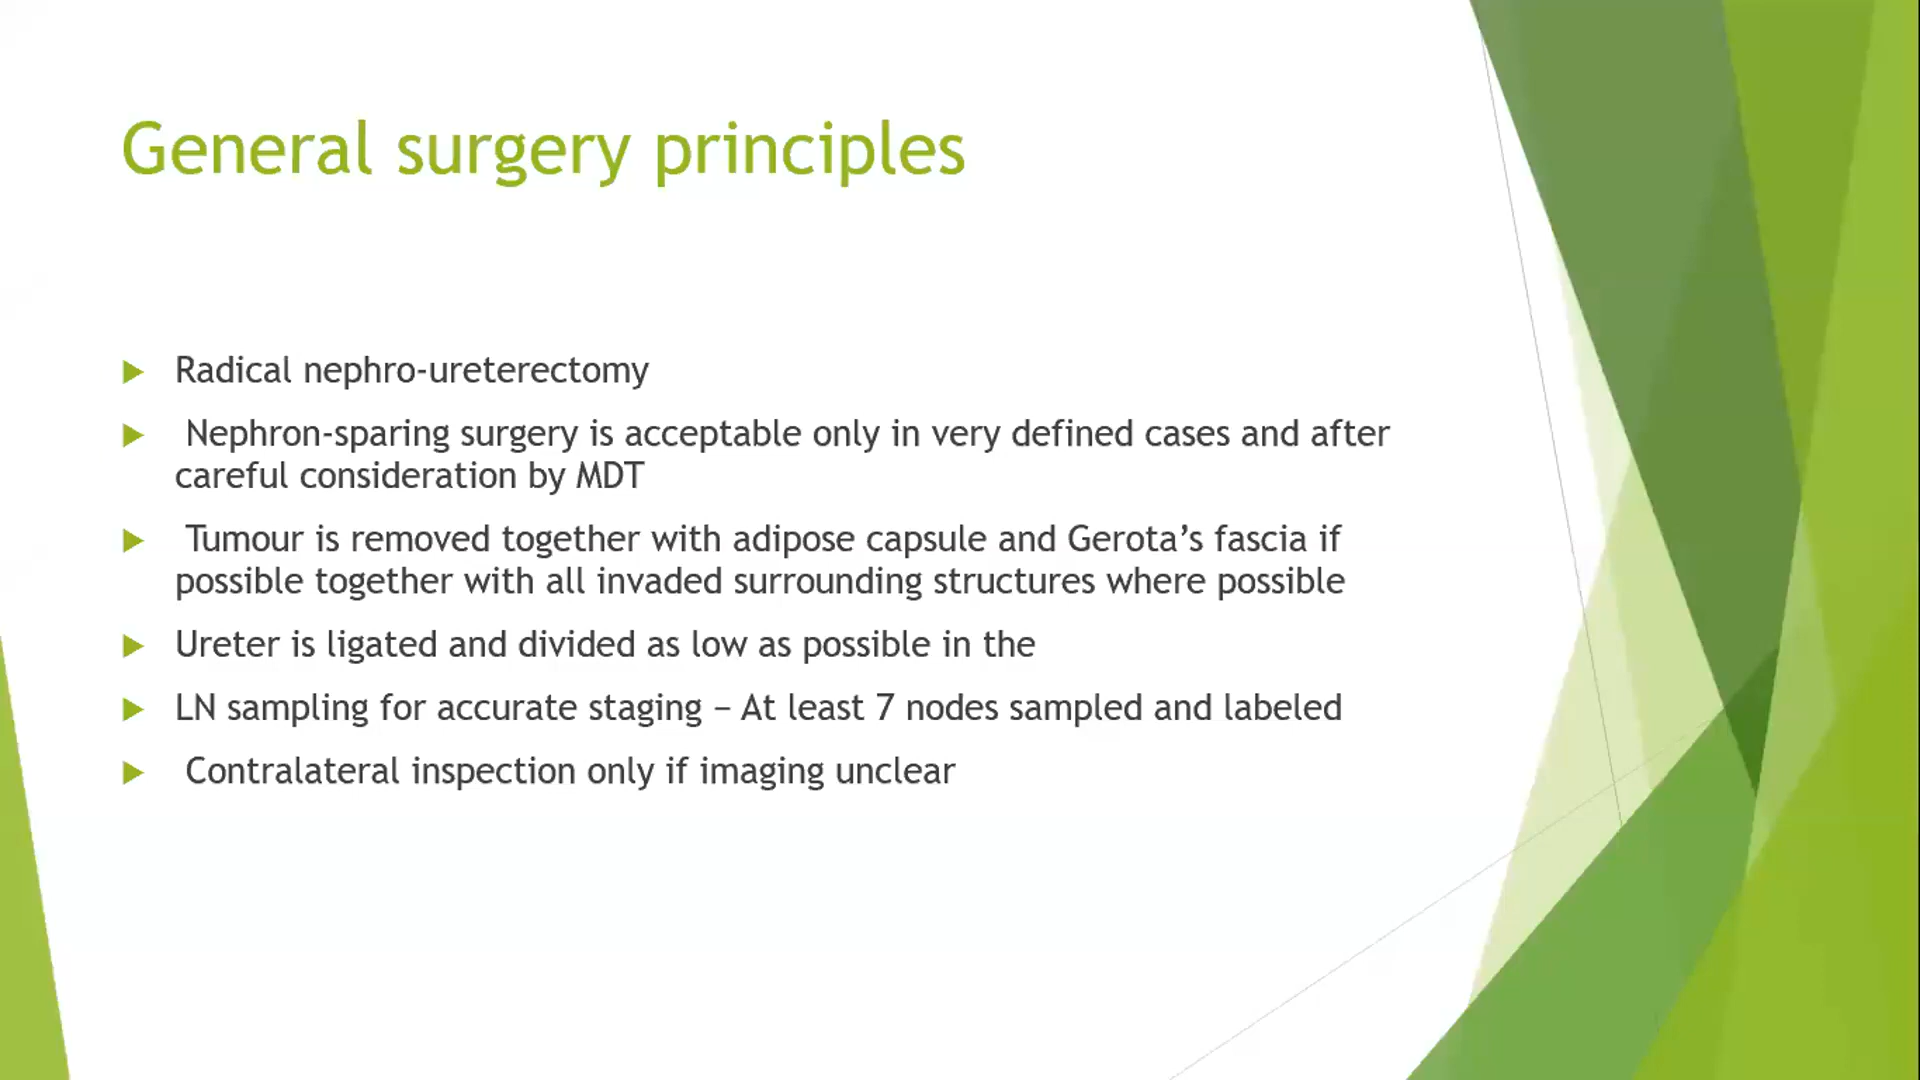 General surgery principles
Radical nephro-ureterectomy
Nephron-sparing surgery is acceptable only in very defined cases and after
careful consideration by MDT
Tumour is removed together with adipose capsule and Gerota’s fascia if
possible together with all invaded surrounding structures where possible
Ureter is ligated and divided as low as possible in the
LN sampling for accurate staging – At least 7 nodes sampled and labeled
Contralateral inspection only if imaging unclear